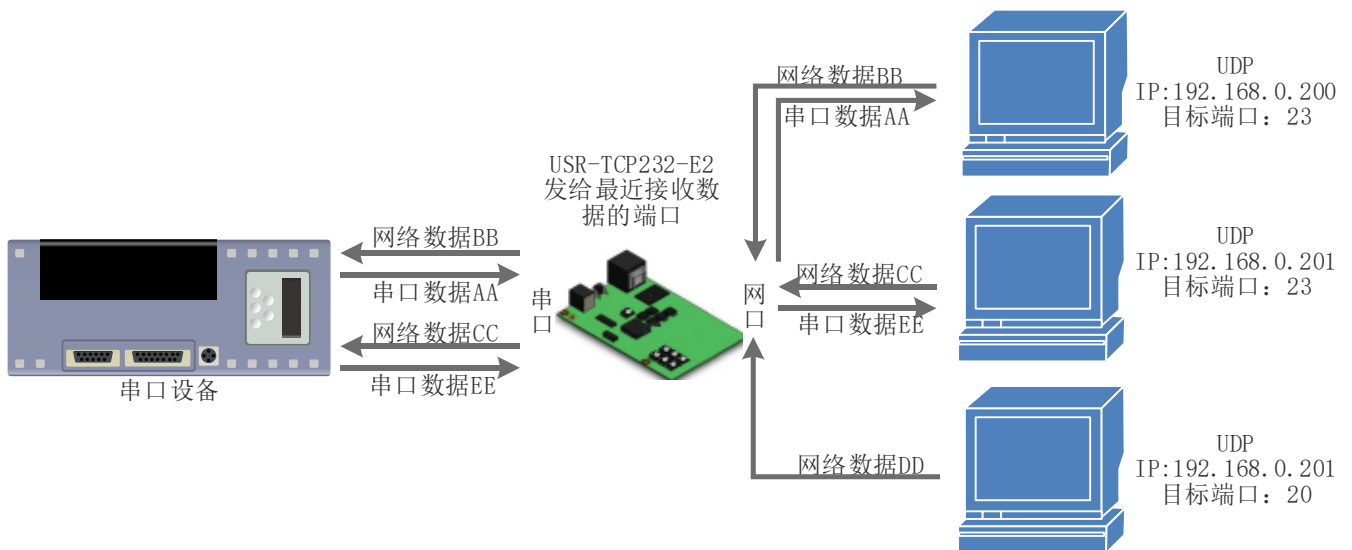 网络数据BB
串口数据AA
UDP
IP:192.168.0.200
目标端口：23
USR-TCP232-E2
发给最近接收数
据的端口
网络数据BB
串口数据AA
网络数据CC
串口数据EE
串口设备
串
口
网
口
网络数据CC
串口数据EE
UDP
IP:192.168.0.201
目标端口：23
网络数据DD
UDP
IP:192.168.0.201
目标端口：20